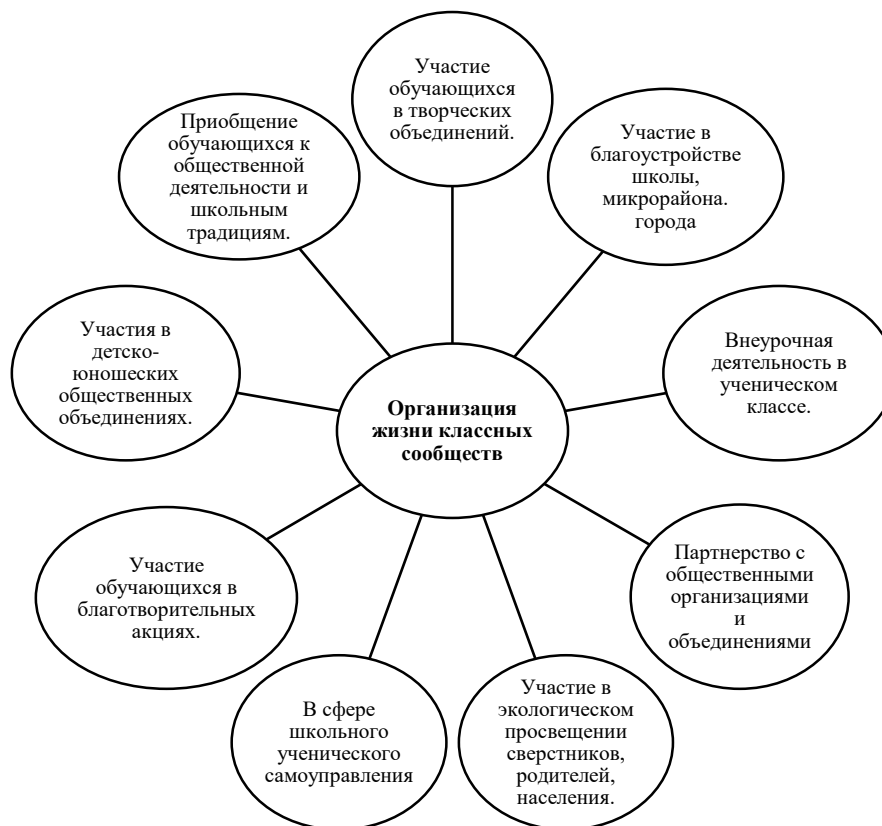 Участие
обучающихся
в творческих
объединений.
Приобщение
обучающихся к
общественной
деятельности и
школьным
традициям.
Участие в
благоустройстве
школы,
микрорайона.
города
Участия в
детско-
юношеских
общественных
объединениях.
Внеурочная
деятельность в
ученическом
классе.
Организация
жизни классных
сообществ
Участие
обучающихся в
благотворительных
акциях.
Партнерство с
общественными
организациями
и
объединениями
В сфере
школьного
ученического
самоуправления
Участие в
экологическом
просвещении
сверстников,
родителей,
населения.